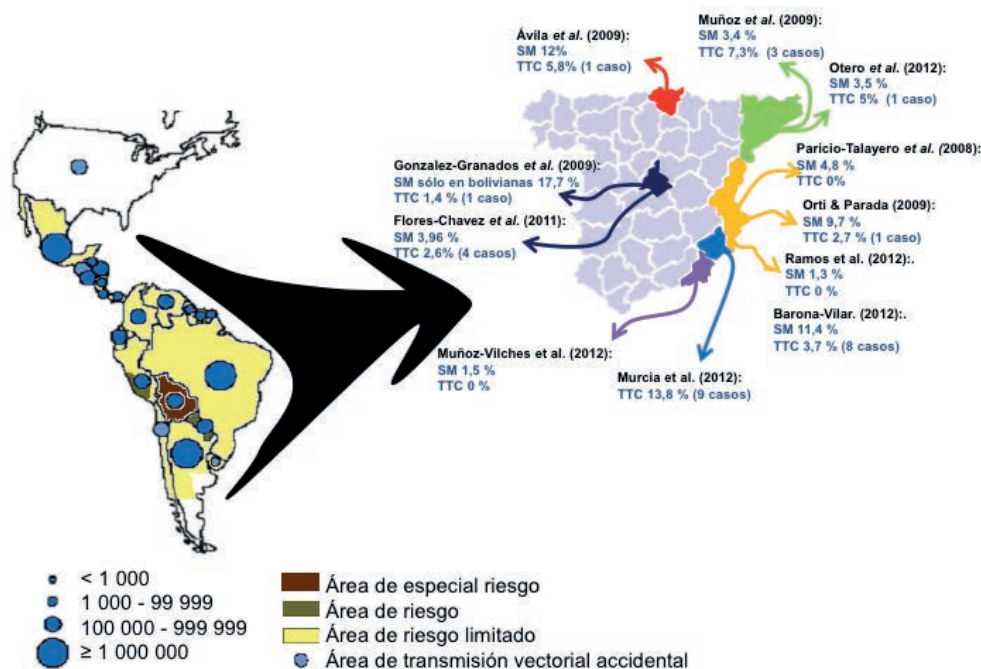 Ávila et al. (2009):
SM 12%
TTC 5,8% (1 caso)
Muñoz et al. (2009):
SM 3,4 %
TTC 7,3% (3 casos)
Otero et al. (2012):
SM 3,5 %
TTC 5% (1 caso)
Gonzalez-Granados et al. (2009):
SM sólo en bolivianas 17,7 %
TTC 1,4 % (1 caso)
Flores-Chavez et al. (2011):
SM 3,96 %
TTC 2,6% (4 casos)
Paricio-Talayero et al. (2008):
SM 4,8 %
TTC 0%
Orti & Parada (2009):
SM 9,7 %
TTC 2,7 % (1 caso)
Ramos et al. (2012):.
SM 1,3 %
TTC 0 %
Barona-Vilar. (2012):.
SM 11,4 %
TTC 3,7 % (8 casos)
Muñoz-Vilches et al. (2012):
SM 1,5 %
TTC 0 %
Murcia et al. (2012):
TTC 13,8 % (9 casos)
< 1 000
1 000 - 99 999
100 000 - 999 999
≥ 1 000 000
Área de especial riesgo
Área de riesgo
Área de riesgo limitado
Área de transmisión vectorial accidental